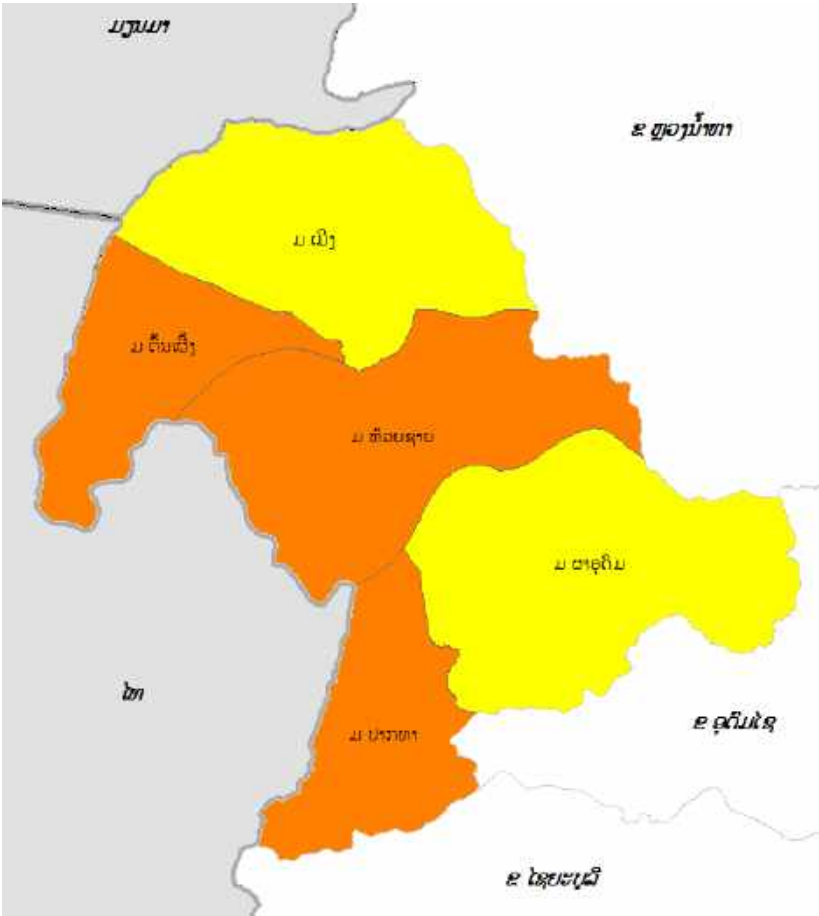 ມຽນມາ
ຂ ຫຼວງນ້ຳທາ
ມ ເມິງ
ມ ຕົ້ນເຜິ້ງ
ມ ຫ້ວຍຊາຍ
ມ ຜາອຸດົມ
ໄທ
ຂ ອຸດົມໄຊ
ມ ປາກທາ
ຂ ໄຊຍະບູລີ